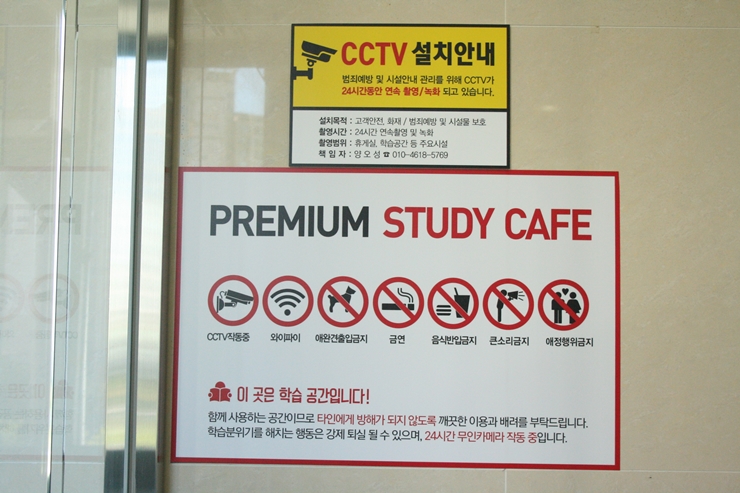 CCTV 설치안내
범죄예방 및 시설안내 관리를 위해 CCTV가
24시간동안 연속 촬영/녹화 되고 있습니다.
설치목적 : 고객안전, 화재 / 범죄예방 및 시설물 보호
촬영시간 : 24시간 연속촬영 및 녹화
촬영범위 : 휴게실, 학습공간 등 주요시설
책 임 자 : 양 오 성 ☎ 010-4618-5769
PREMIUM STUDY CAFE
CCTV작동중 와이파이 애완견출입금지 금연 음식반입금지 큰소리금지 애정행위금지
이 곳은 학습 공간입니다!
함께 사용하는 공간이므로 타인에게 방해가 되지 않도록 깨끗한 이용과 배려를 부탁드립니다.
학습분위기를 해치는 행동은 강제 퇴실 될 수 있으며, 24시간 무인카메라 작동 중입니다.